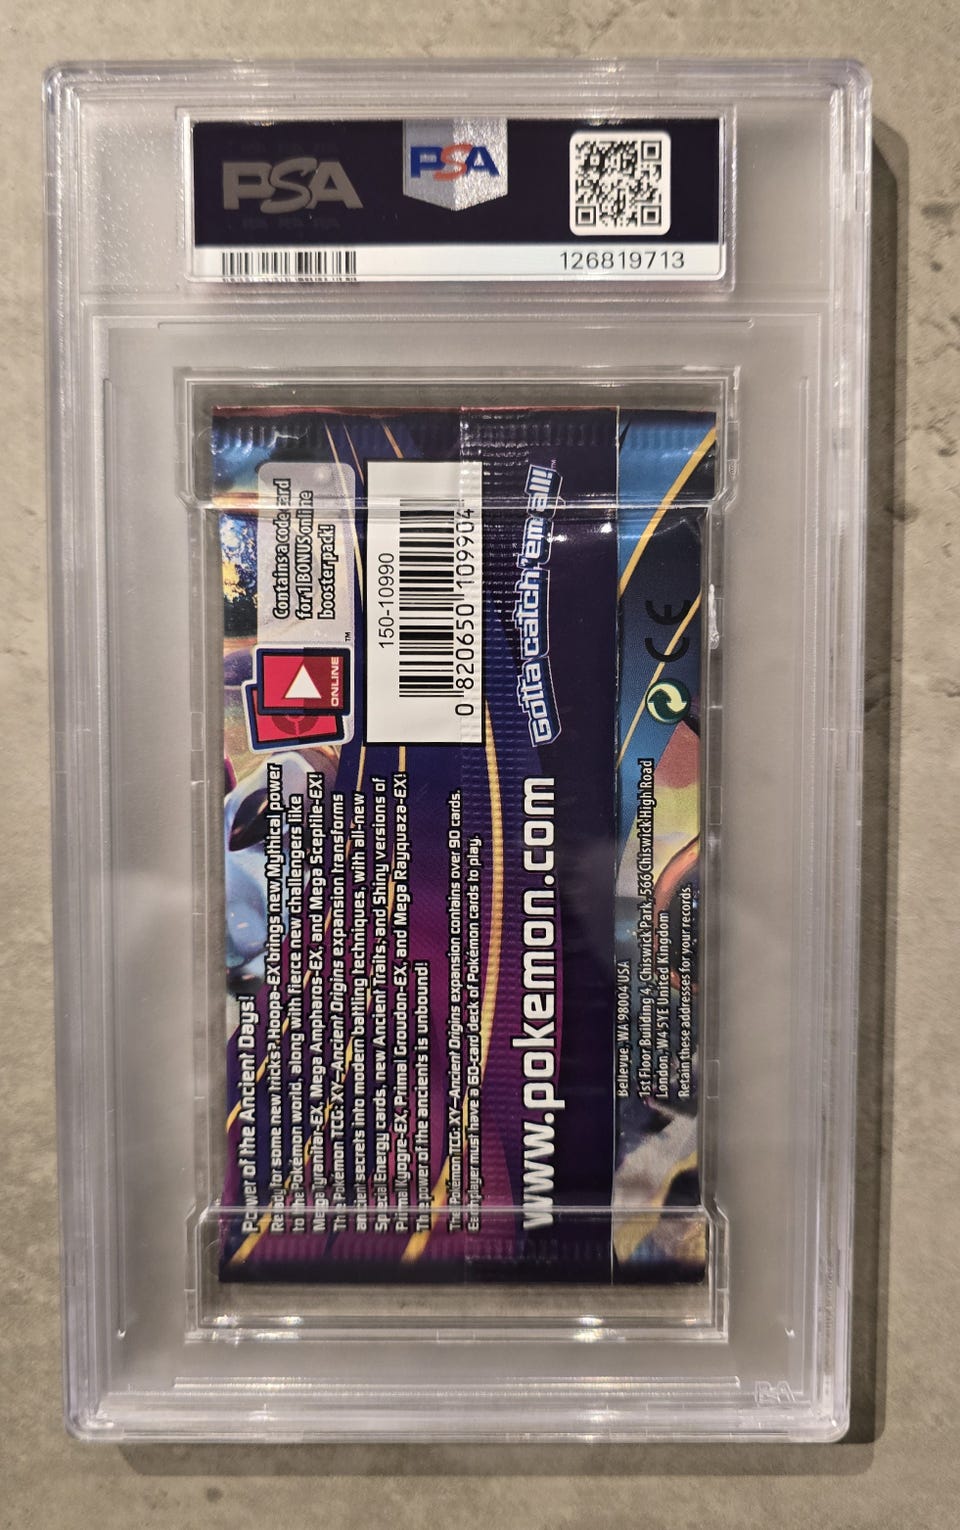 PSA
PSA
126819713
Contains a code card
for 1 BONUS online
booster pack!
ONLINE
TM
150-10990
0 820650 109904
Gotta catch 'em all!
Power of the Ancient Days!
Ready for some new tricks? Hoopa-EX brings new Mythical power
to the Pokémon world, along with fierce new challengers like
Mega Tyranitar-EX, Mega Ampharos-EX, and Mega Sceptile-EX!
The Pokémon TCG: XY—Ancient Origins expansion transforms
ancient secrets into modern battling techniques, with all-new
Special Energy cards, new Ancient Traits, and Shiny versions of
Primal Kyogre-EX, Primal Groudon-EX, and Mega Rayquaza-EX!
The power of the ancients is unbound!
The Pokémon TCG: XY—Ancient Origins expansion contains over 90 cards.
Each player must have a 60-card deck of Pokémon cards to play.
www.pokemon.com
CE
Bellevue, WA 98004 USA
1st Floor Building 4, Chiswick Park, 566 Chiswick High Road
London, W4 5YE United Kingdom
Retain these addresses for your records.
PSA